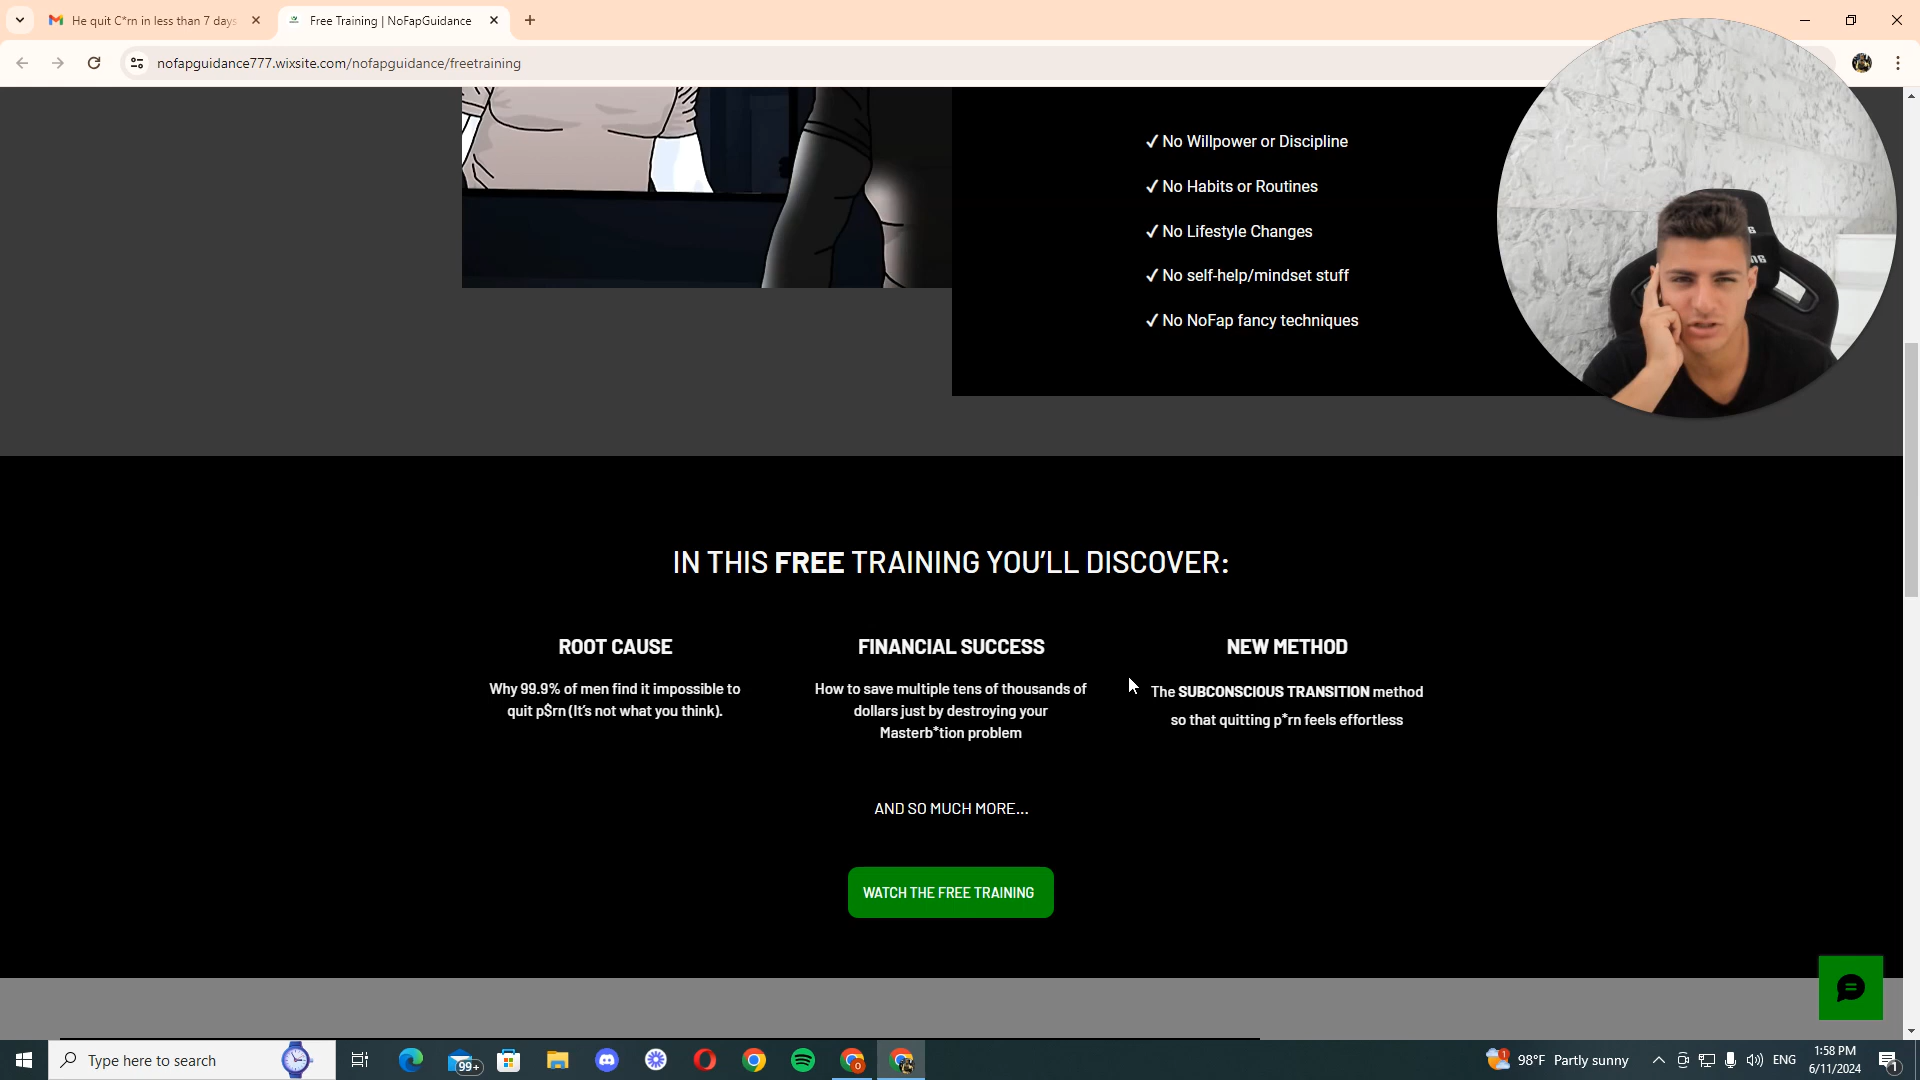 He quit C*rn in less than 7 days
Free Training | NoFapGuidance
nofapguidance777.wixsite.com/nofapguidance/freetraining
✓ No Willpower or Discipline
✓ No Habits or Routines
✓ No Lifestyle Changes
✓ No self-help/mindset stuff
✓ No NoFap fancy techniques
IN THIS FREE TRAINING YOU'LL DISCOVER:
ROOT CAUSE
Why 99.9% of men find it impossible to
quit p$rn (It's not what you think).
FINANCIAL SUCCESS
How to save multiple tens of thousands of
dollars just by destroying your
Masterb*tion problem
NEW METHOD
The SUBCONSCIOUS TRANSITION method
so that quitting p*rn feels effortless
AND SO MUCH MORE...
WATCH THE FREE TRAINING
Type here to search
99+
1
98°F Partly sunny
ENG
1:58 PM
6/11/2024
1